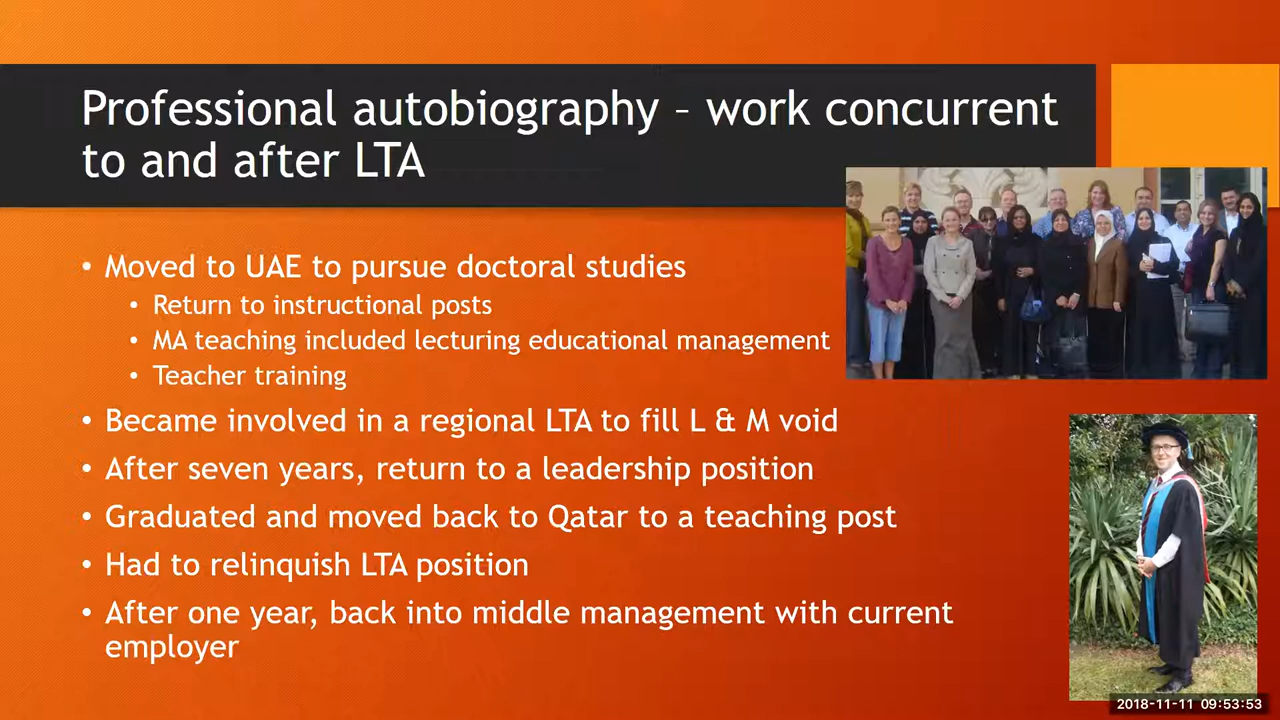 Professional autobiography – work concurrent
to and after LTA
• Moved to UAE to pursue doctoral studies
• Return to instructional posts
• MA teaching included lecturing educational management
• Teacher training
• Became involved in a regional LTA to fill L & M void
• After seven years, return to a leadership position
• Graduated and moved back to Qatar to a teaching post
• Had to relinquish LTA position
• After one year, back into middle management with current
employer
2018-11-11 09:53:53